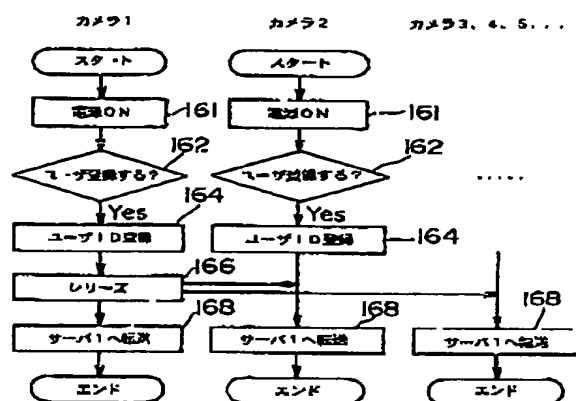 カメラ1 カメラ2 カメラ3、4、5...
スタート スタート
電源ON 161 電源ON 161
ユーザ登録する? 162 ユーザ登録する? 162
.....
Yes 164 Yes
ユーザID登録 ユーザID登録 164
レリーズ 166
168 168 168
サーバ1へ転送 サーバ1へ転送 サーバ1へ転送
エンド エンド エンド